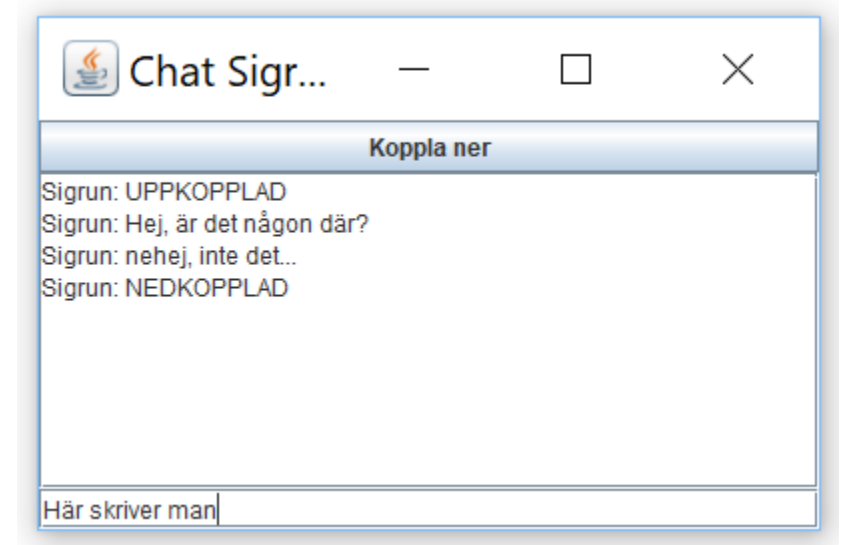 Chat Sigr...
Koppla ner
Sigrun: UPPKOPPLAD
Sigrun: Hej, är det någon där?
Sigrun: nehej, inte det...
Sigrun: NEDKOPPLAD
Här skriver man